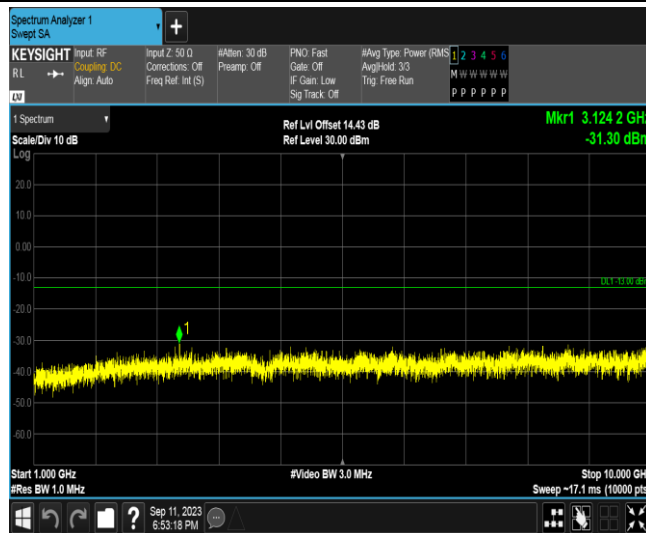 Spectrum Analyzer 1
Swept SA
+
KEYSIGHT Input: RF Input Z: 50 Ω #Atten: 30 dB PNO: Fast #Avg Type: Power (RMS 1 2 3 4 5 6
RL Coupling: DC Corrections: Off Preamp: Off Gate: Off Avg|Hold: 3/3 M W W W W W
Align: Auto Freq Ref: Int (S) IF Gain: Low Trig: Free Run
Sig Track: Off P P P P P P
LXI
1 Spectrum Ref Lvl Offset 14.43 dB Mkr1 3.124 2 GHz
Scale/Div 10 dB Ref Level 30.00 dBm -31.30 dBm
Log
20.0
10.0
0.00
-10.0 DL1 -13.00 dBm
-20.0
1
-30.0
-40.0
-50.0
-60.0
Start 1.000 GHz #Video BW 3.0 MHz Stop 10.000 GHz
#Res BW 1.0 MHz Sweep ~17.1 ms (10000 pts
? Sep 11, 2023
6:53:18 PM